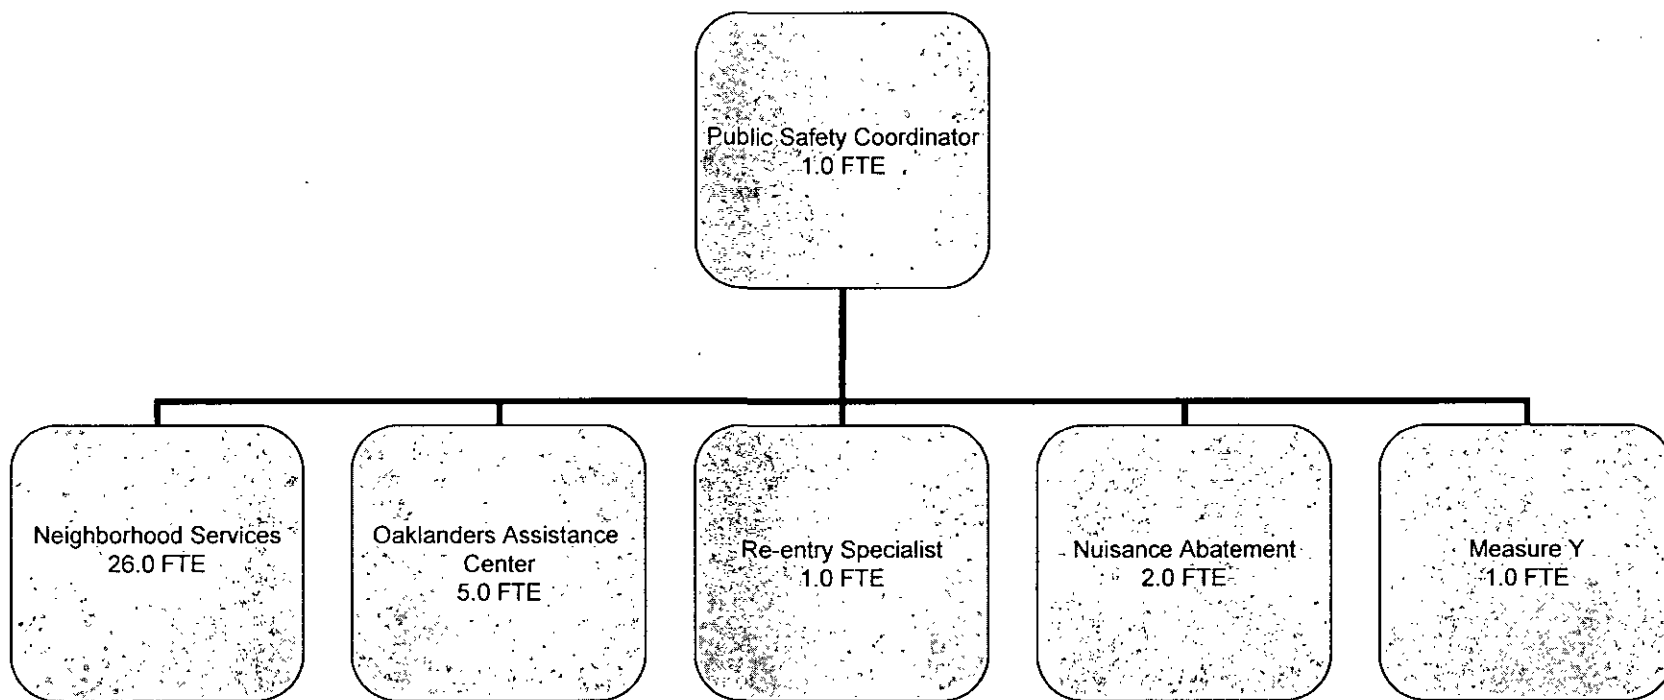 Public Safety Coordinator
1.0 FTE
Neighborhood Services
26.0 FTE
Oaklanders Assistance
Center
5.0 FTE
Re-entry Specialist
1.0 FTE
Nuisance Abatement
2.0 FTE
Measure Y
1.0 FTE